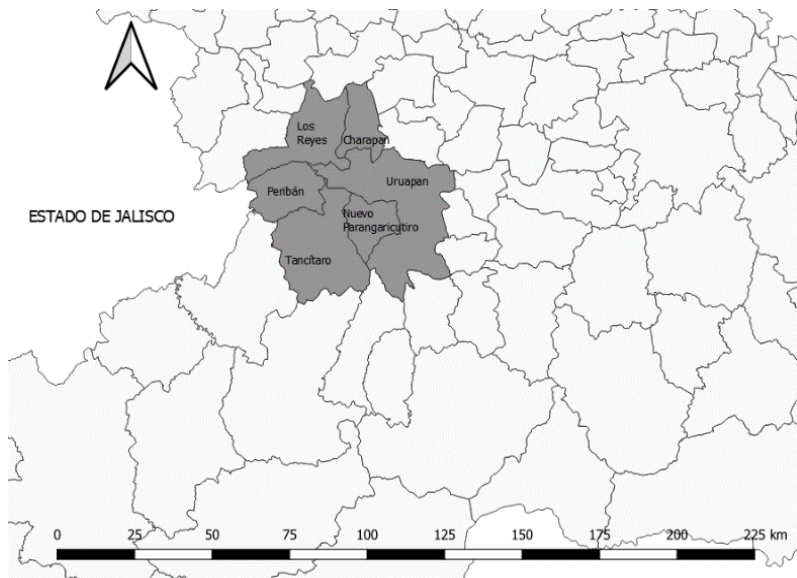 Los
Reyes
Charapan
Peribán
Uruapan
ESTADO DE JALISCO
Nuevo
Parangaricutiro
Tancítaro
0 25 50 75 100 125 150 175 200 225 km